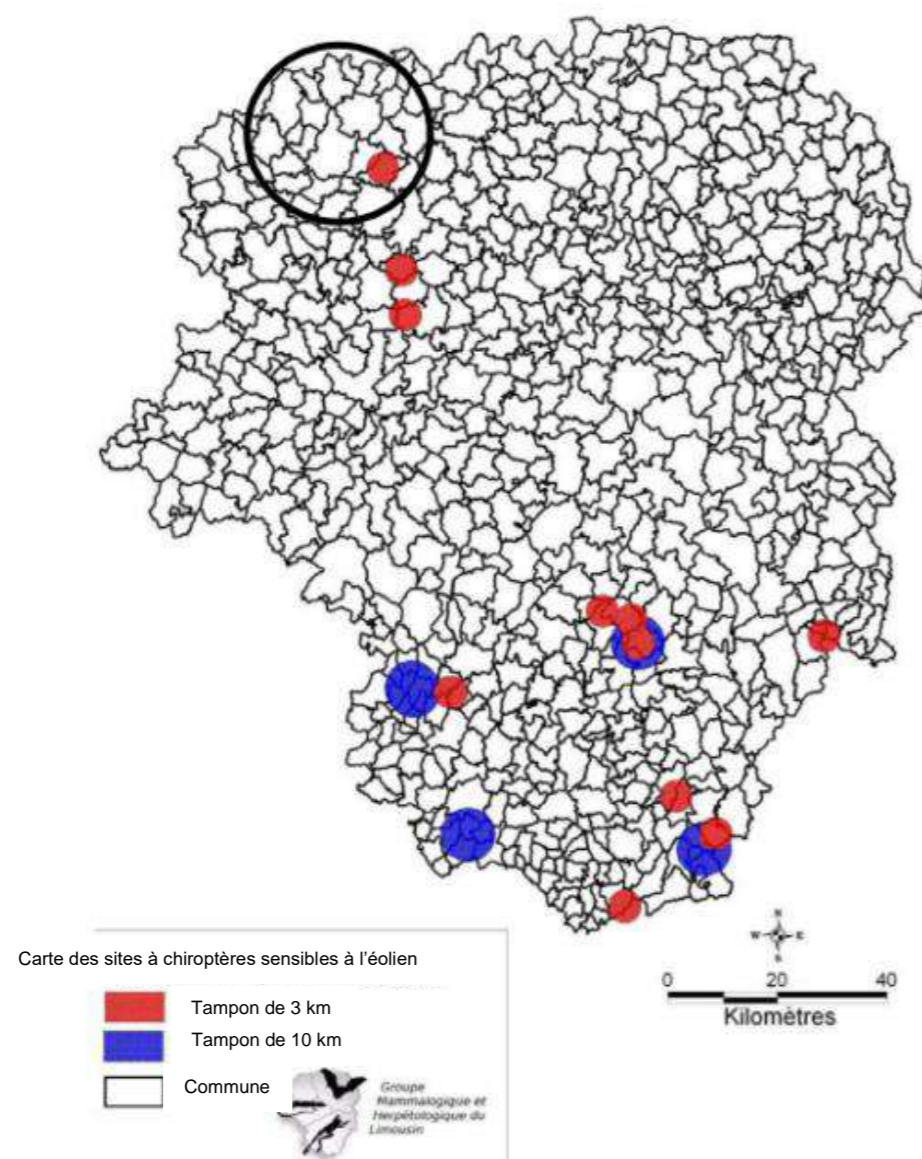 N
W E
S
0 20 40
Kilomètres
Carte des sites à chiroptères sensibles à l'éolien
Tampon de 3 km
Tampon de 10 km
Commune
Groupe
Mammalogique et
Herpétologique du
Limousin